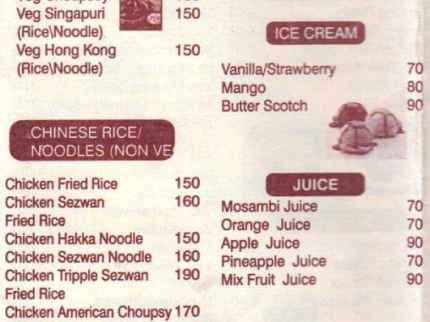 Veg Singapuri 150
(Rice\Noodle)
Veg Hong Kong 150
(Rice\Noodle)
CHINESE RICE/
NOODLES (NON VE
Chicken Fried Rice 150
Chicken Sezwan 160
Fried Rice
Chicken Hakka Noodle 150
Chicken Sezwan Noodle 160
Chicken Tripple Sezwan 190
Fried Rice
Chicken American Choupsy 170
ICE CREAM
Vanilla/Strawberry 70
Mango 80
Butter Scotch 90
JUICE
Mosambi Juice 70
Orange Juice 70
Apple Juice 90
Pineapple Juice 70
Mix Fruit Juice 90